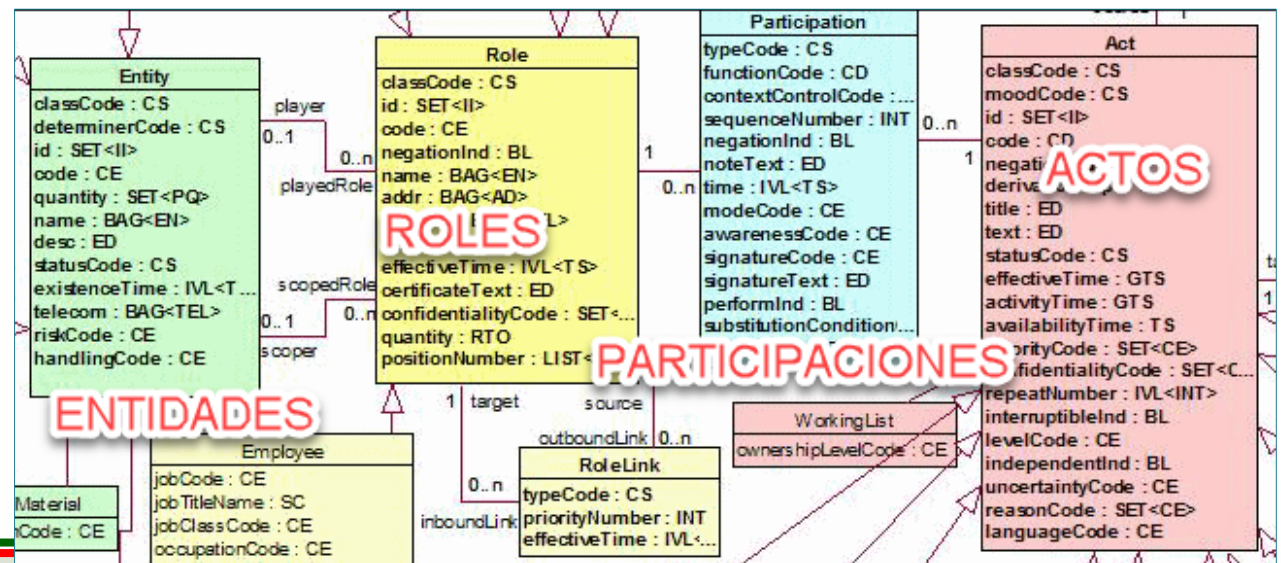 Entity
classCode : CS
determinerCode : CS
id : SET<II>
code : CE
quantity : SET<PQ>
name : BAG<EN>
desc : ED
statusCode : CS
existenceTime : IVL<T...
telecom : BAG<TEL>
riskCode : CE
handlingCode : CE
ENTIDADES
player
0..1
0..n
playedRole
scopedRole
0..1
0..n
scoper
Role
classCode : CS
id : SET<II>
code : CE
negationInd : BL
name : BAG<EN>
addr : BAG<AD>
ROLES
effectiveTime : IVL<TS>
certificateText : ED
confidentialityCode : SET<...
quantity : RTO
positionNumber : LIST<
1
0..n
Participation
typeCode : CS
functionCode : CD
contextControlCode :...
sequenceNumber : INT
negationInd : BL
noteText : ED
time : IVL<TS>
modeCode : CE
awarenessCode : CE
signatureCode : CE
signatureText : ED
performInd : BL
substitutionCondition...
PARTICIPACIONES
0..n
1
Act
classCode : CS
moodCode : CS
id : SET<II>
code : CD
ACTOS
title : ED
text : ED
statusCode : CS
effectiveTime : GTS
activityTime : GTS
availabilityTime : TS
orityCode : SET<CE>
nfidentialityCode : SET<C...
repeatNumber : IVL<INT>
interruptibleInd : BL
levelCode : CE
independentInd : BL
uncertaintyCode : CE
reasonCode : SET<CE>
languageCode : CE
1
1 target
source
outboundLink 0..n
0..n
inboundLink
RoleLink
typeCode : CS
priorityNumber : INT
effectiveTime : IVL<...
WorkingList
ownershipLevelCode : CE
Employee
jobCode : CE
jobTitleName : SC
jobClassCode : CE
occupationCode : CE
Material
nCode : CE